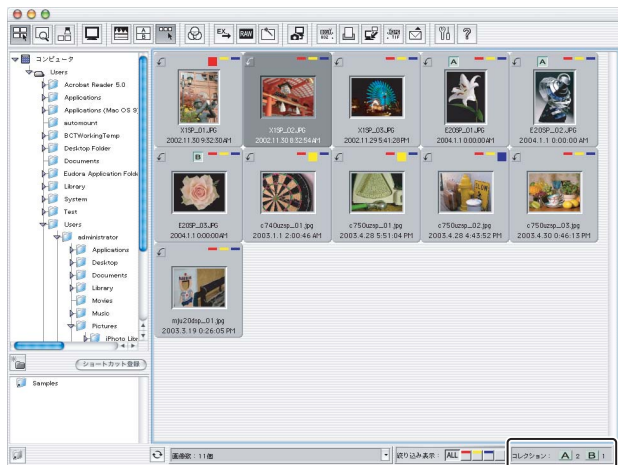 コンピュータ
Users
Acrobat Reader 5.0
Applications
Applications (Mac OS 9
automount
BCTWorkingTemp
Desktop Folder
Documents
Eudora Application Folde
Library
System
Test
Users
administrator
Applications
Desktop
Documents
Library
Movies
Music
Pictures
iPhoto Libr
ショートカット登録
Samples
EX
RAW
A
B
X1SP_01.JPG
2002.11.30 9:32:30 AM
X1SP_02.JPG
2002.11.30 8:32:54 AM
X1SP_03.JPG
2002.11.29 5:41:28 PM
A
E20SP_01.JPG
2004.1.1 0:00:00 AM
A
E20SP_02.JPG
2004.1.1 0:00:00 AM
B
E20SP_03.JPG
2004.1.1 0:00:00 AM
c740uzsp_01.jpg
2003.1.1 2:00:46 AM
c750uzsp_01.jpg
2003.4.28 5:51:04 PM
c750uzsp_02.jpg
2003.4.28 4:43:52 PM
c750uzsp_03.jpg
2003.4.30 0:46:13 PM
mju20dsp_01.jpg
2003.3.19 0:26:05 PM
画像数：11個
絞り込み表示： ALL
コレクション： A 2 B 1